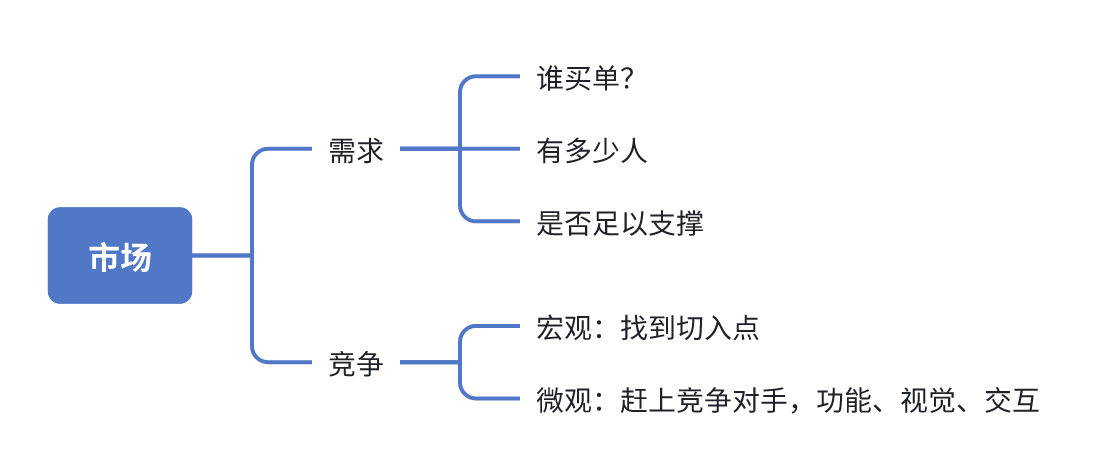 市场
需求
谁买单？
有多少人
是否足以支撑
竞争
宏观：找到切入点
微观：赶上竞争对手，功能、视觉、交互